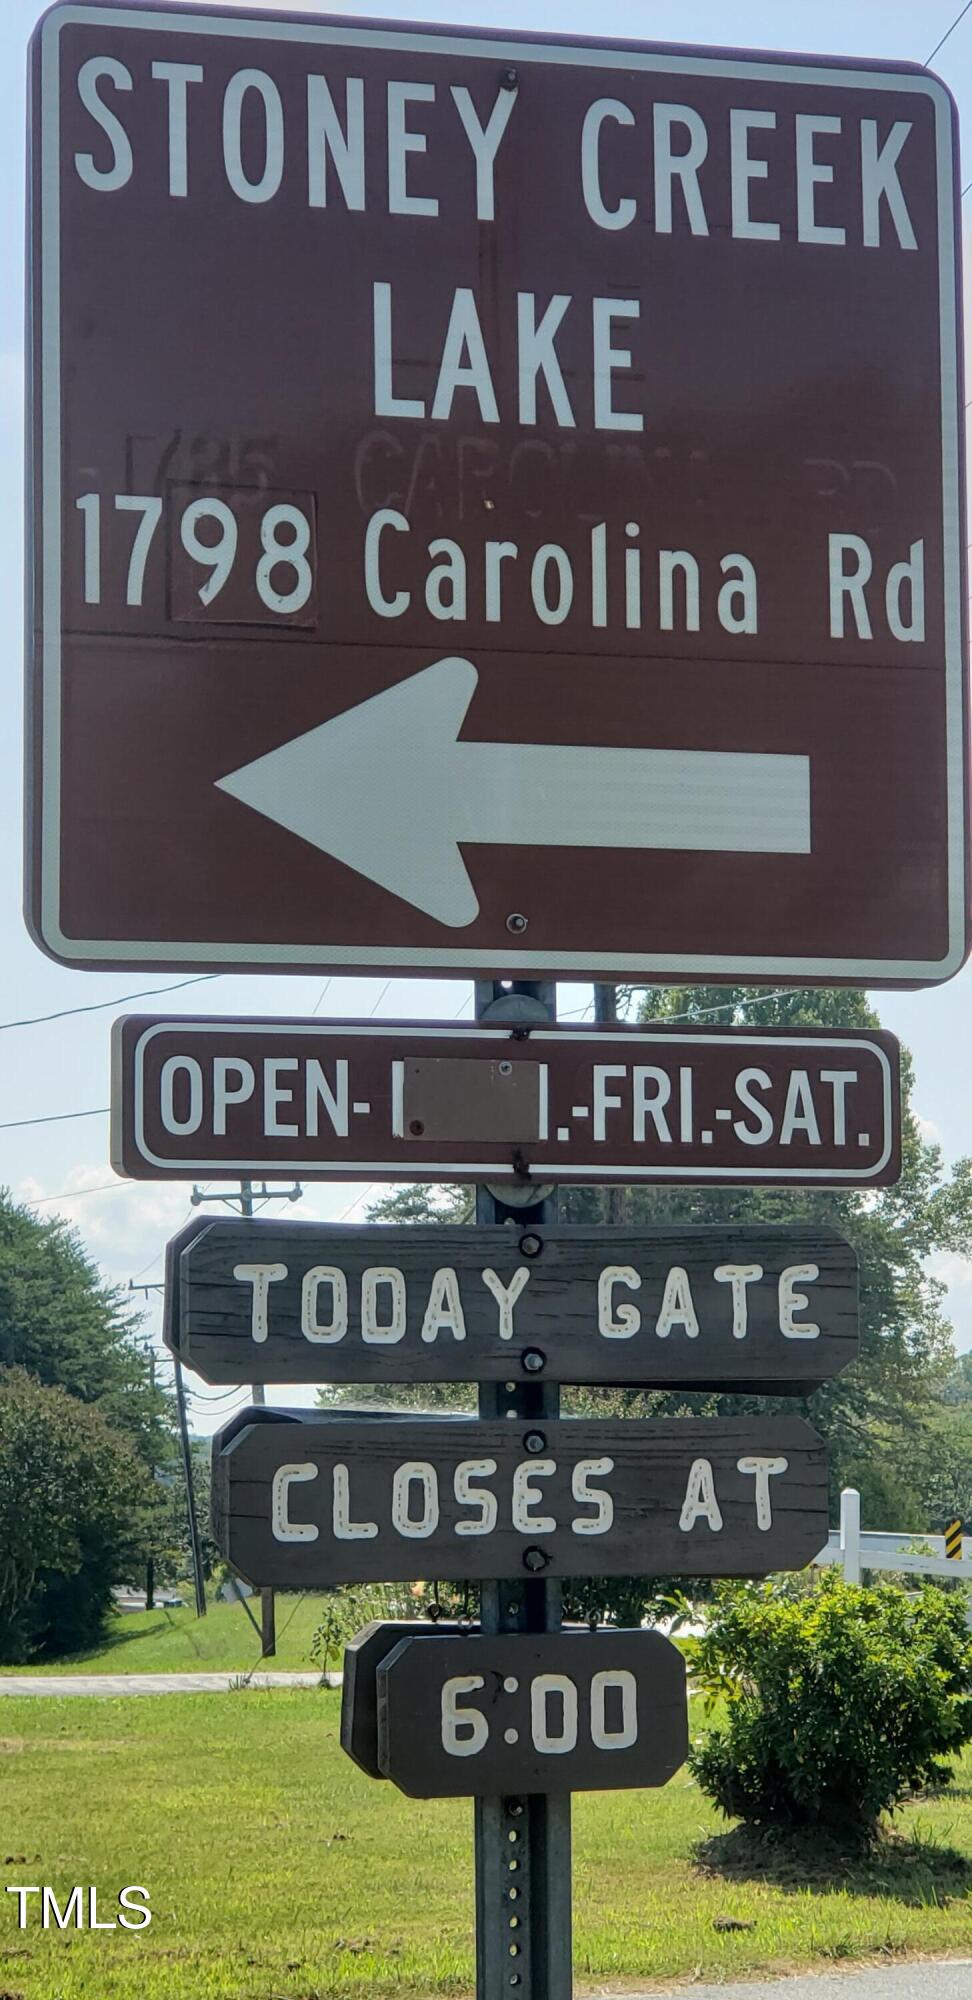 STONEY CREEK
LAKE
1798 Carolina Rd
OPEN- .-FRI.-SAT.
TODAY GATE
CLOSES AT
6:00
TMLS